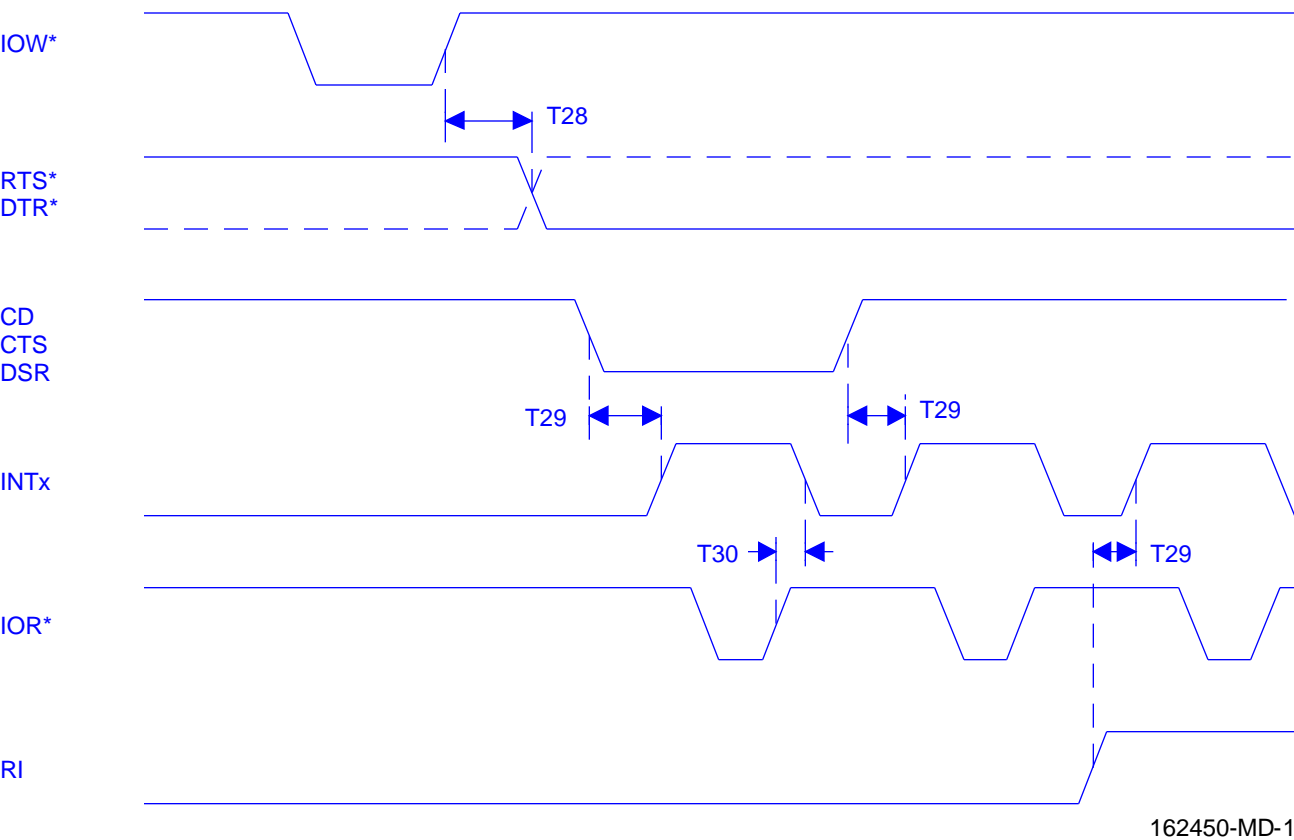 IOW*
T28
RTS*
DTR*
CD
CTS
DSR
T29
T29
INTx
T30
T29
IOR*
RI
162450-MD-1